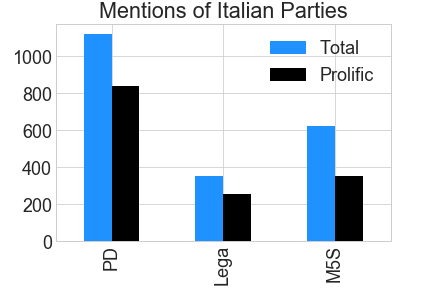 Mentions of Italian Parties
Total
Prolific
1000
800
600
400
200
0
PD
Lega
M5S